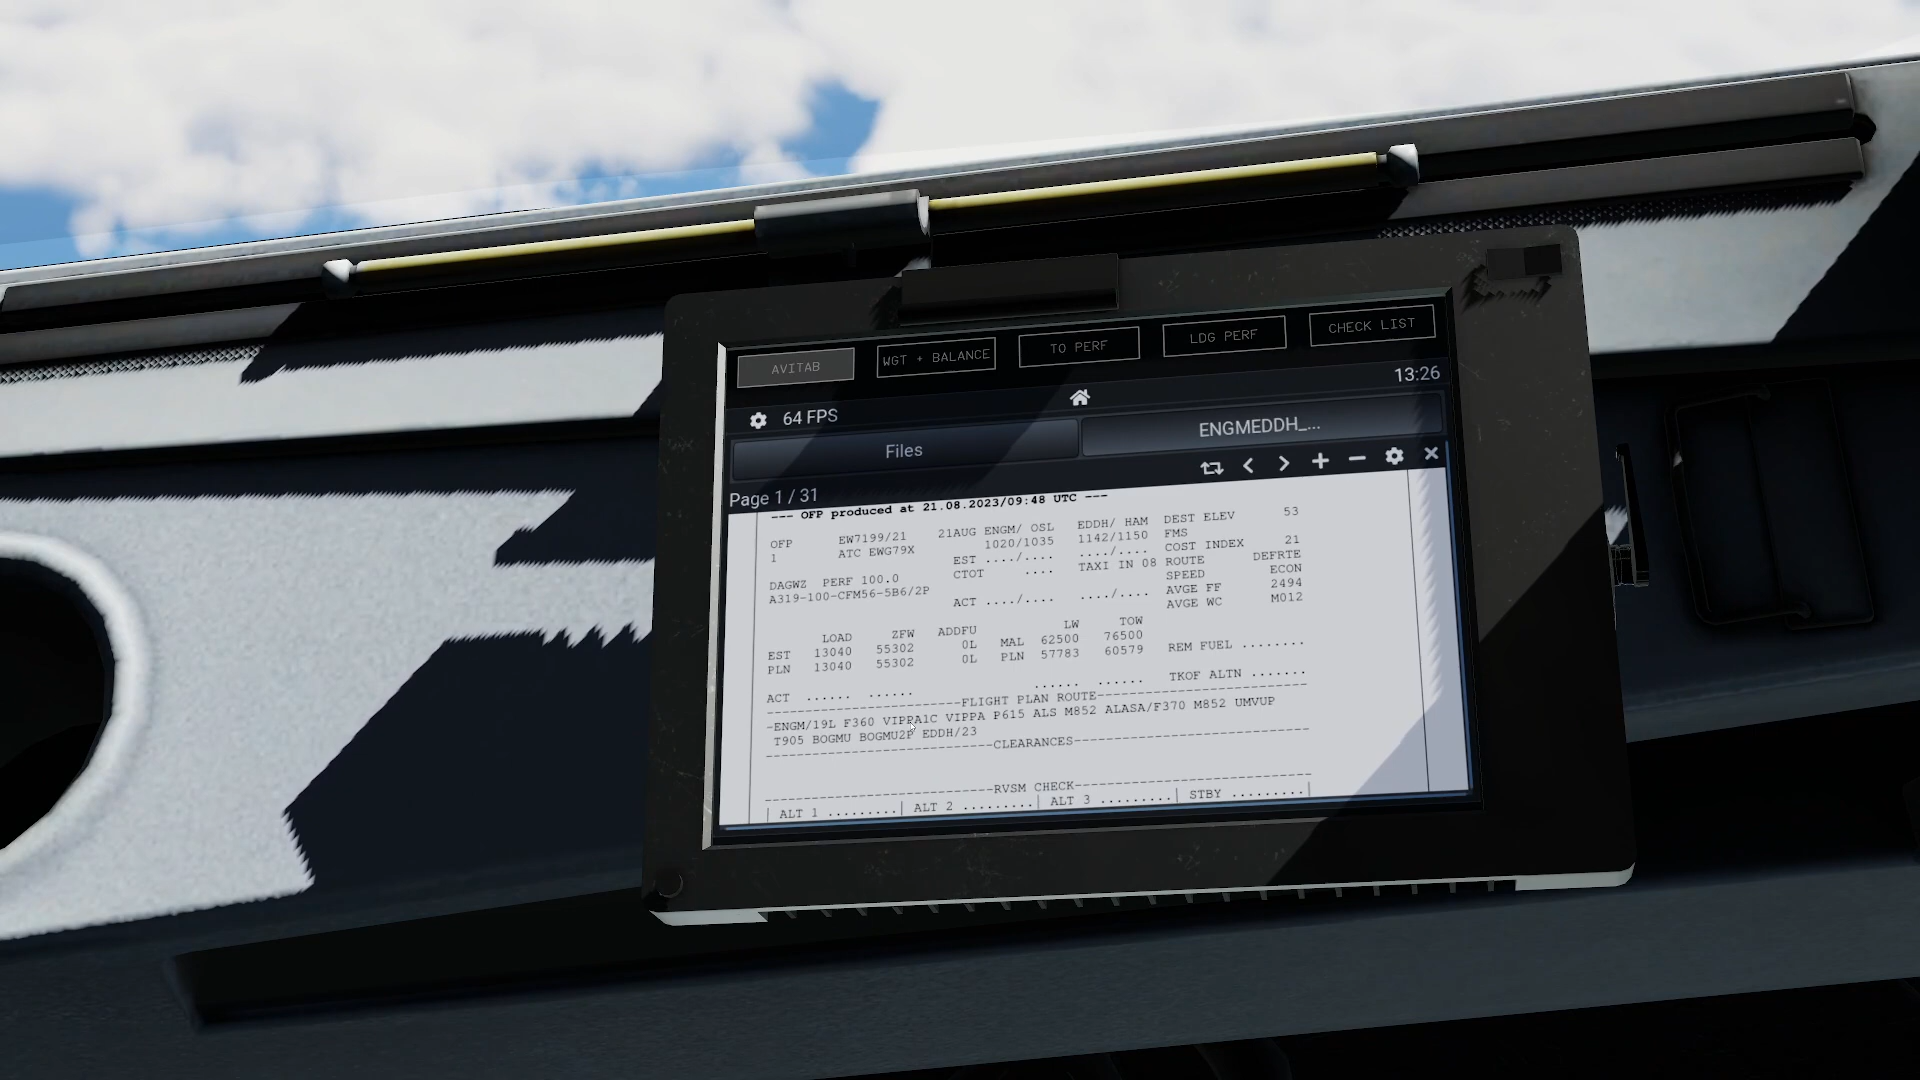 AVITAB WGT + BALANCE TO PERF LDG PERF CHECK LIST
64 FPS 13:26
Files ENGMEDDH_...
Page 1 / 31
--- OFP produced at 21.08.2023/09:48 UTC ---
OFP EW7199/21 21AUG ENGM/ OSL EDDH/ HAM DEST ELEV 53
1 ATC EWG79X 1020/1035 1142/1150 FMS
EST ..../.... ..../.... COST INDEX 21
DAGWZ PERF 100.0 CTOT .... TAXI IN 08 ROUTE DEFRTE
A319-100-CFM56-5B6/2P SPEED ECON
ACT ..../.... ..../.... AVGE FF 2494
AVGE WC M012
LOAD ZFW ADDFU LW TOW
EST 13040 55302 0L MAL 62500 76500
PLN 13040 55302 0L PLN 57783 60579 REM FUEL ........
ACT ...... ...... ...... ...... TKOF ALTN .......
-----------------------FLIGHT PLAN ROUTE-------------------------
-ENGM/19L F360 VIPPA1C VIPPA P615 ALS M852 ALASA/F370 M852 UMVUP
T905 BOGMU BOGMU2P EDDH/23
---------------------------CLEARANCES----------------------------
---------------------------RVSM CHECK----------------------------
| ALT 1 .........| ALT 2 .........| ALT 3 .........| STBY .........|